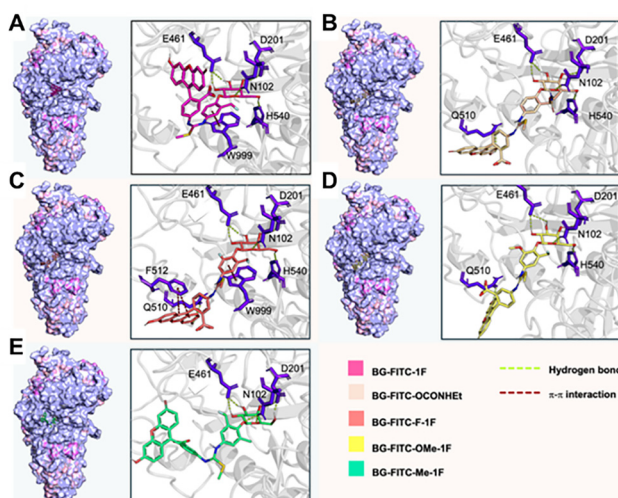 A
E461
D201
N102
H540
W999
B
E461
D201
N102
Q510
H540
C
E461
D201
N102
F512
H540
Q510
W999
D
E461
D201
N102
Q510
H540
E
E461
D201
N102
BG-FITC-1F
BG-FITC-OCONHEt
BG-FITC-F-1F
BG-FITC-OMe-1F
BG-FITC-Me-1F
Hydrogen bond
π-π interaction